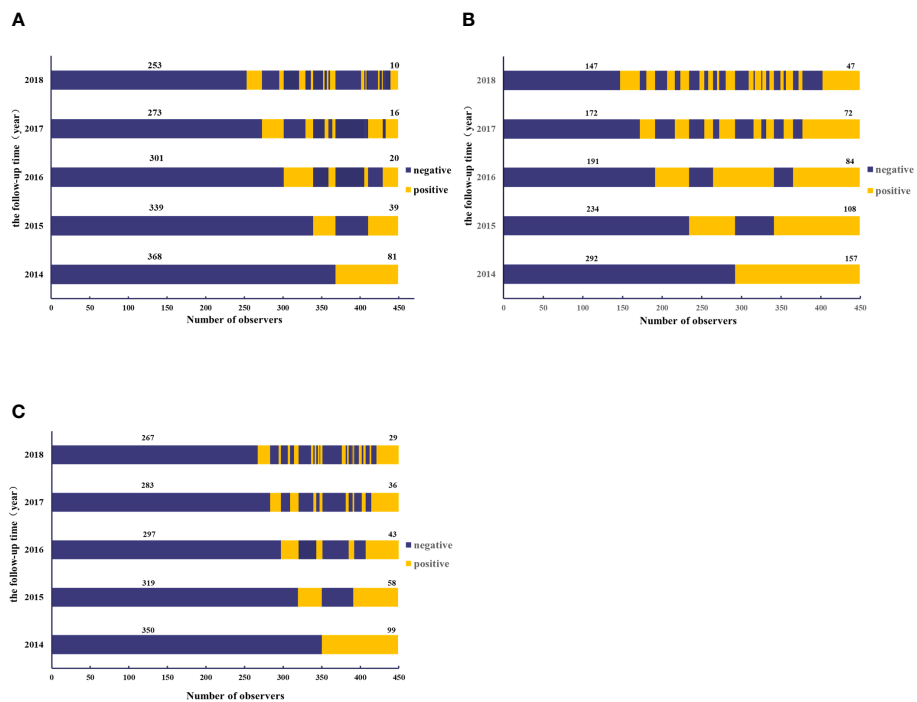 A
the follow-up time（year）
253 10
2018
273 16
2017
301 20
2016
339 39
2015
368 81
2014
0 50 100 150 200 250 300 350 400 450
Number of observers
negative
positive
B
the follow-up time（year）
147 47
2018
172 72
2017
191 84
2016
234 108
2015
292 157
2014
0 50 100 150 200 250 300 350 400 450
Number of observers
negative
positive
C
the follow-up time（year）
267 29
2018
283 36
2017
297 43
2016
319 58
2015
350 99
2014
0 50 100 150 200 250 300 350 400 450
Number of observers
negative
positive